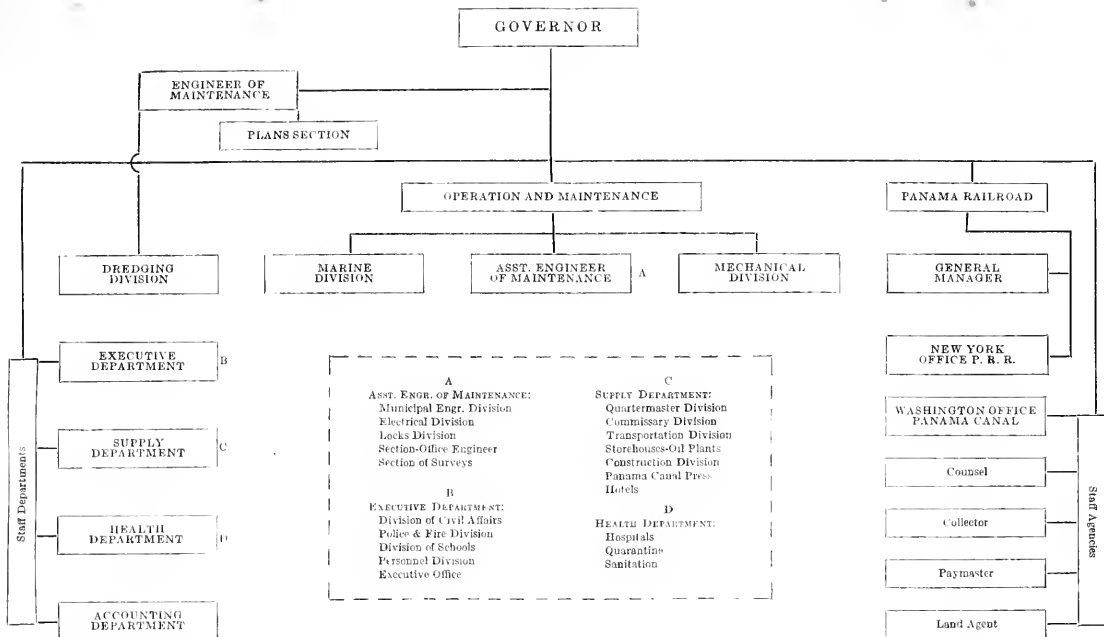 GOVERNOR
ENGINEER OF
MAINTENANCE
PLANS SECTION
OPERATION AND MAINTENANCE
PANAMA RAILROAD
DREDGING
DIVISION
MARINE
DIVISION
ASST. ENGINEER
OF MAINTENANCE
A
MECHANICAL
DIVISION
GENERAL
MANAGER
Staff Departments
EXECUTIVE
DEPARTMENT
B
SUPPLY
DEPARTMENT
C
HEALTH
DEPARTMENT
D
ACCOUNTING
DEPARTMENT
A
ASST. ENGR. OF MAINTENANCE:
Municipal Engr. Division
Electrical Division
Locks Division
Section-Office Engineer
Section of Surveys
B
EXECUTIVE DEPARTMENT:
Division of Civil Affairs
Police & Fire Division
Division of Schools
Personnel Division
Executive Office
C
SUPPLY DEPARTMENT:
Quartermaster Division
Commissary Division
Transportation Division
Storehouses-Oil Plants
Construction Division
Panama Canal Press
Hotels
D
HEALTH DEPARTMENT:
Hospitals
Quarantine
Sanitation
NEW YORK
OFFICE P. R. R.
WASHINGTON OFFICE
PANAMA CANAL
Counsel
Collector
Paymaster
Land Agent
Staff Agencies